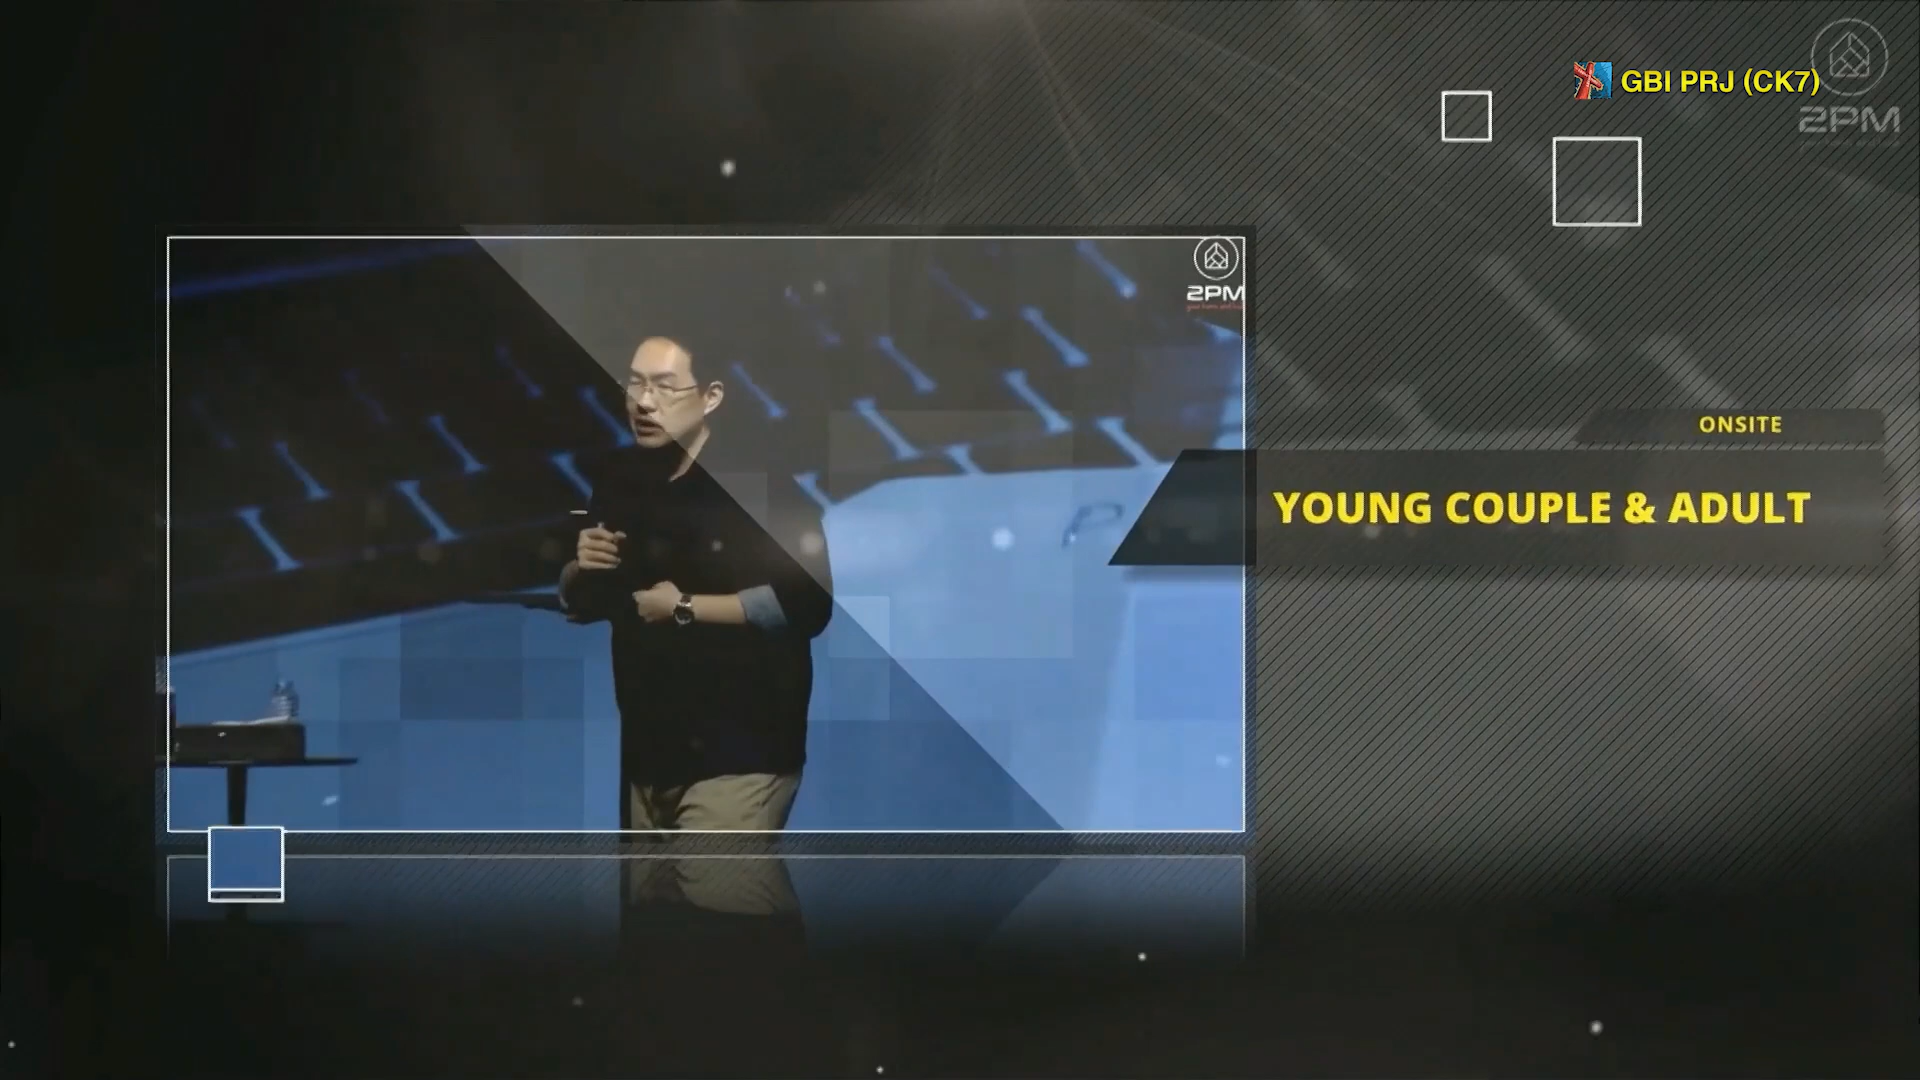 GBI PRJ (CK7)
2PM
2PM
ONSITE
YOUNG COUPLE & ADULT